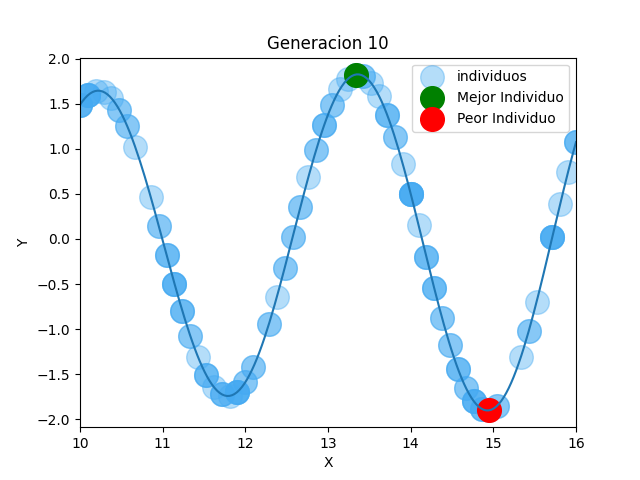 Generacion 10
individuos
Mejor Individuo
Peor Individuo
Y
2.0
1.5
1.0
0.5
0.0
−0.5
−1.0
−1.5
−2.0
10 11 12 13 14 15 16
X